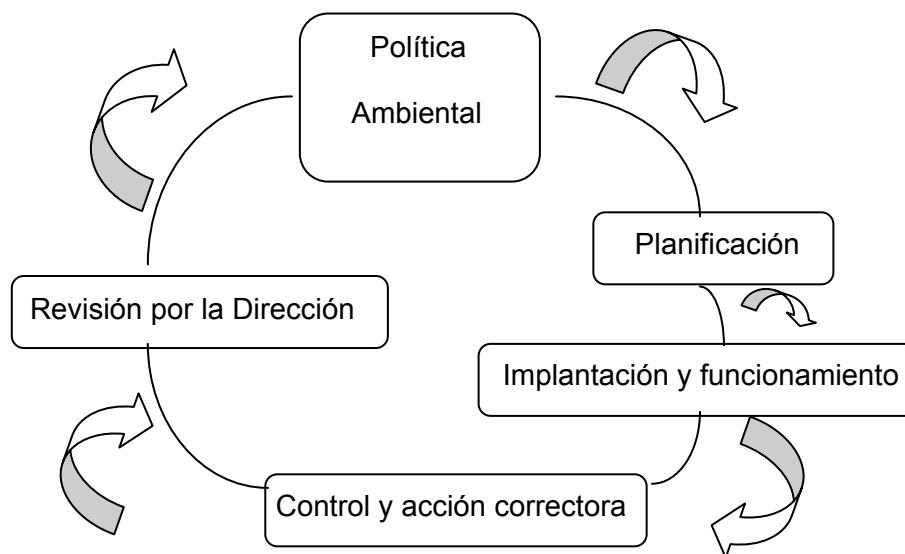 Política
Ambiental
Planificación
Revisión por la Dirección
Implantación y funcionamiento
Control y acción correctora